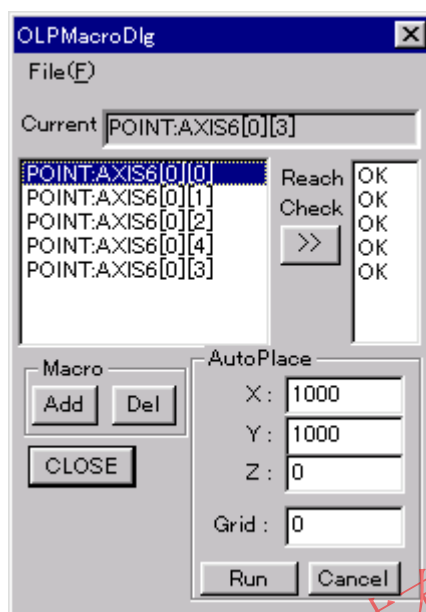 OLPMacroDlg
File(F)
Current POINT:AXIS6[0][3]
POINT:AXIS6[0][0]
POINT:AXIS6[0][1]
POINT:AXIS6[0][2]
POINT:AXIS6[0][4]
POINT:AXIS6[0][3]
Reach
Check
>>
OK
OK
OK
OK
OK
Macro
Add Del
CLOSE
AutoPlace
X : 1000
Y : 1000
Z : 0
Grid : 0
Run Cancel